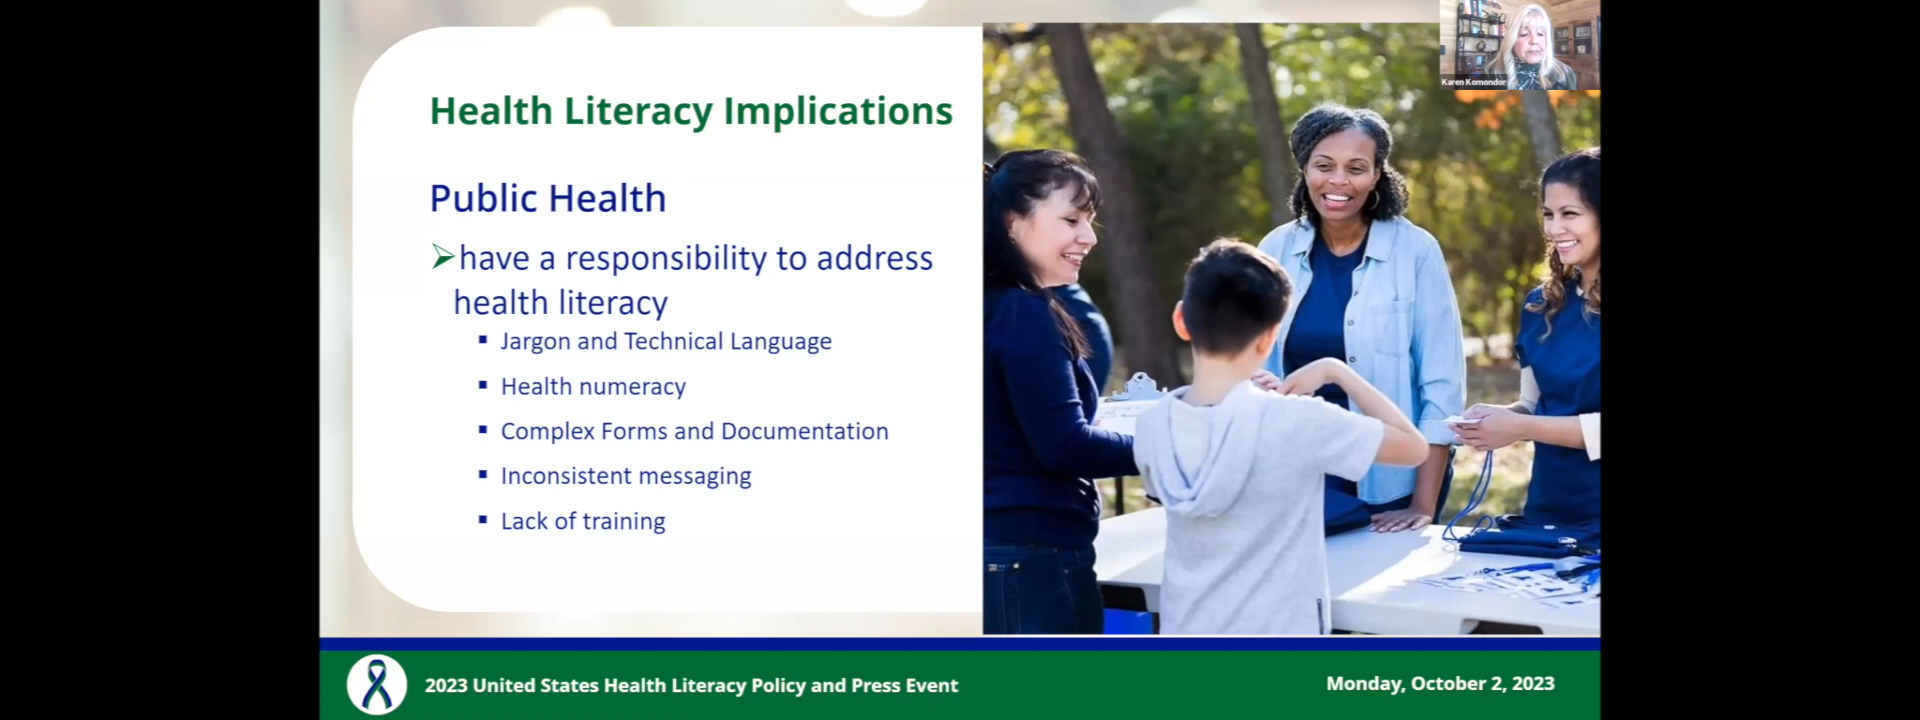 Health Literacy Implications
Public Health
➢have a responsibility to address
health literacy
▪ Jargon and Technical Language
▪ Health numeracy
▪ Complex Forms and Documentation
▪ Inconsistent messaging
▪ Lack of training
Karen Komondor
2023 United States Health Literacy Policy and Press Event
Monday, October 2, 2023